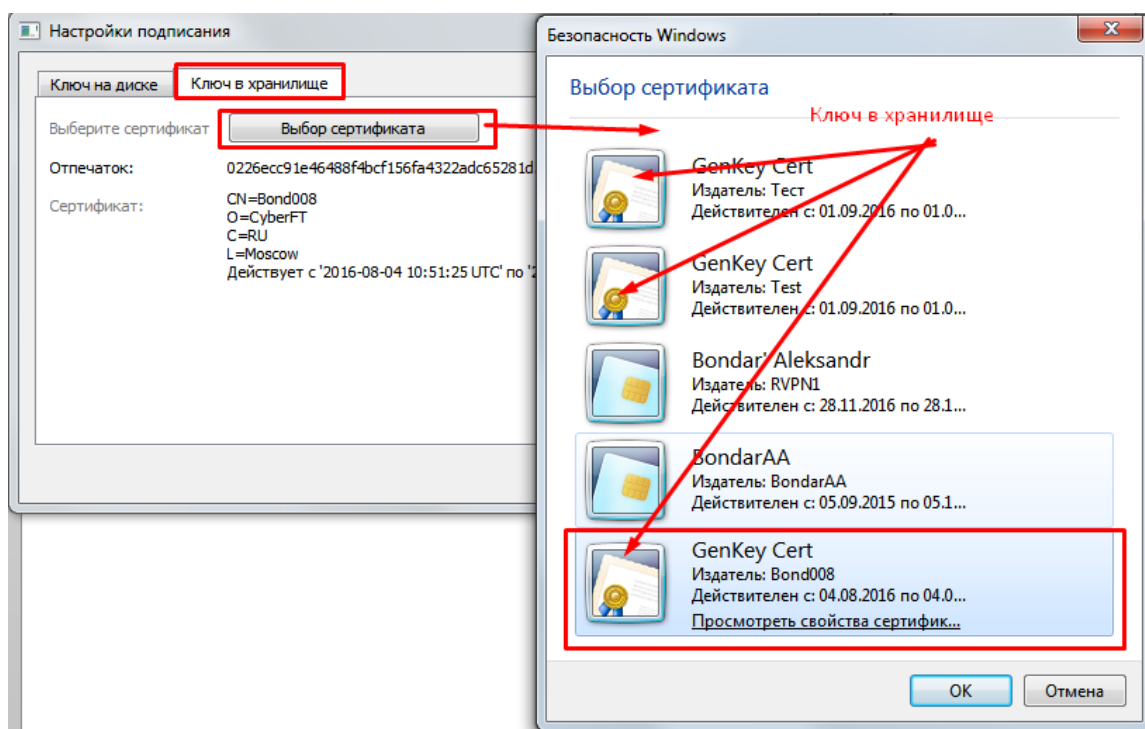 Настройки подписания
Ключ на диске
Ключ в хранилище
Выберите сертификат
Выбор сертификата
Отпечаток:
0226ecc91e46488f4bcf156fa4322adc65281d
Сертификат:
CN=Bond008
O=CyberFT
C=RU
L=Moscow
Действует с '2016-08-04 10:51:25 UTC' по '2
Безопасность Windows
Выбор сертификата
Ключ в хранилище
GenKey Cert
Издатель: Тест
Действителен с: 01.09.2016 по 01.0...
GenKey Cert
Издатель: Test
Действителен с: 01.09.2016 по 01.0...
Bondar' Aleksandr
Издатель: RVPN1
Действителен с: 28.11.2016 по 28.1...
BondarAA
Издатель: BondarAA
Действителен с: 05.09.2015 по 05.1...
GenKey Cert
Издатель: Bond008
Действителен с: 04.08.2016 по 04.0...
Просмотреть свойства сертифик...
ОК
Отмена